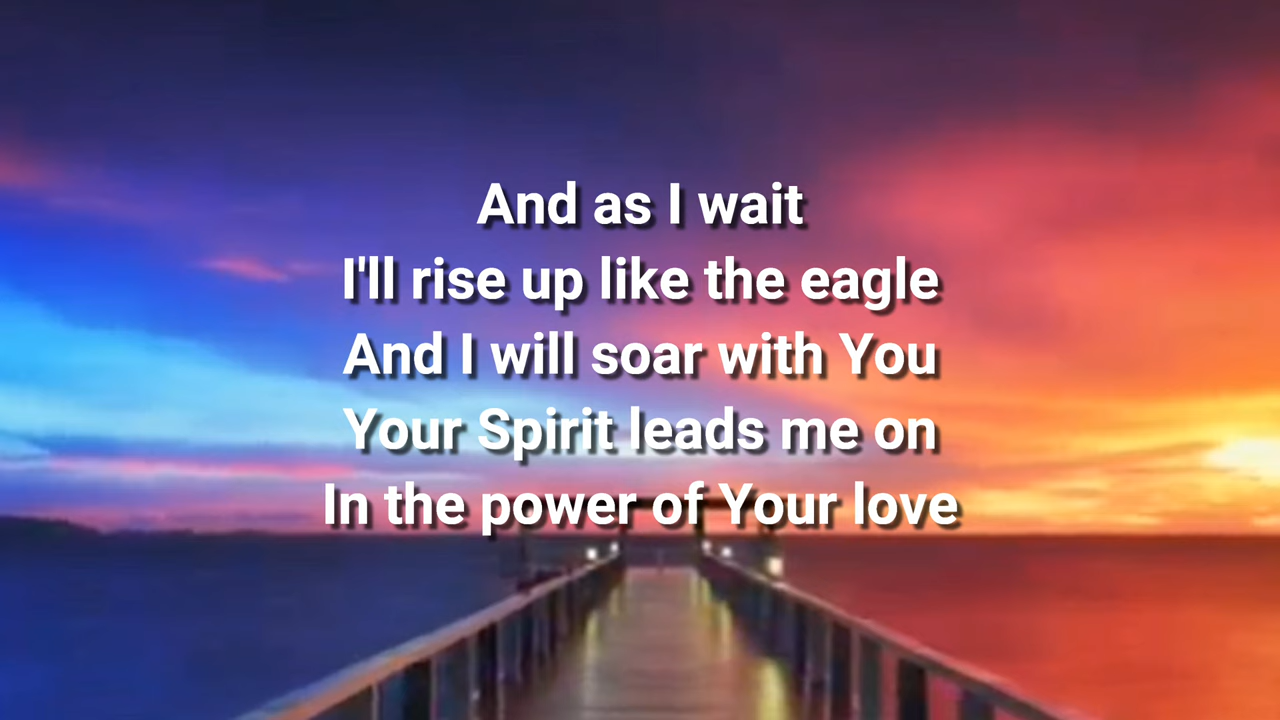 And as I wait
I'll rise up like the eagle
And I will soar with You
Your Spirit leads me on
In the power of Your love